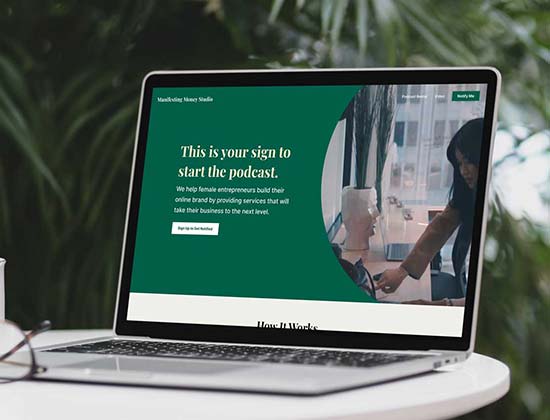 Manifesting Money Studio
Podcast Rental
Video
Notify Me
This is your sign to
start the podcast.
We help female entrepreneurs build their
online brand by providing services that will
take their business to the next level.
Sign Up to Get Notified
How It Works